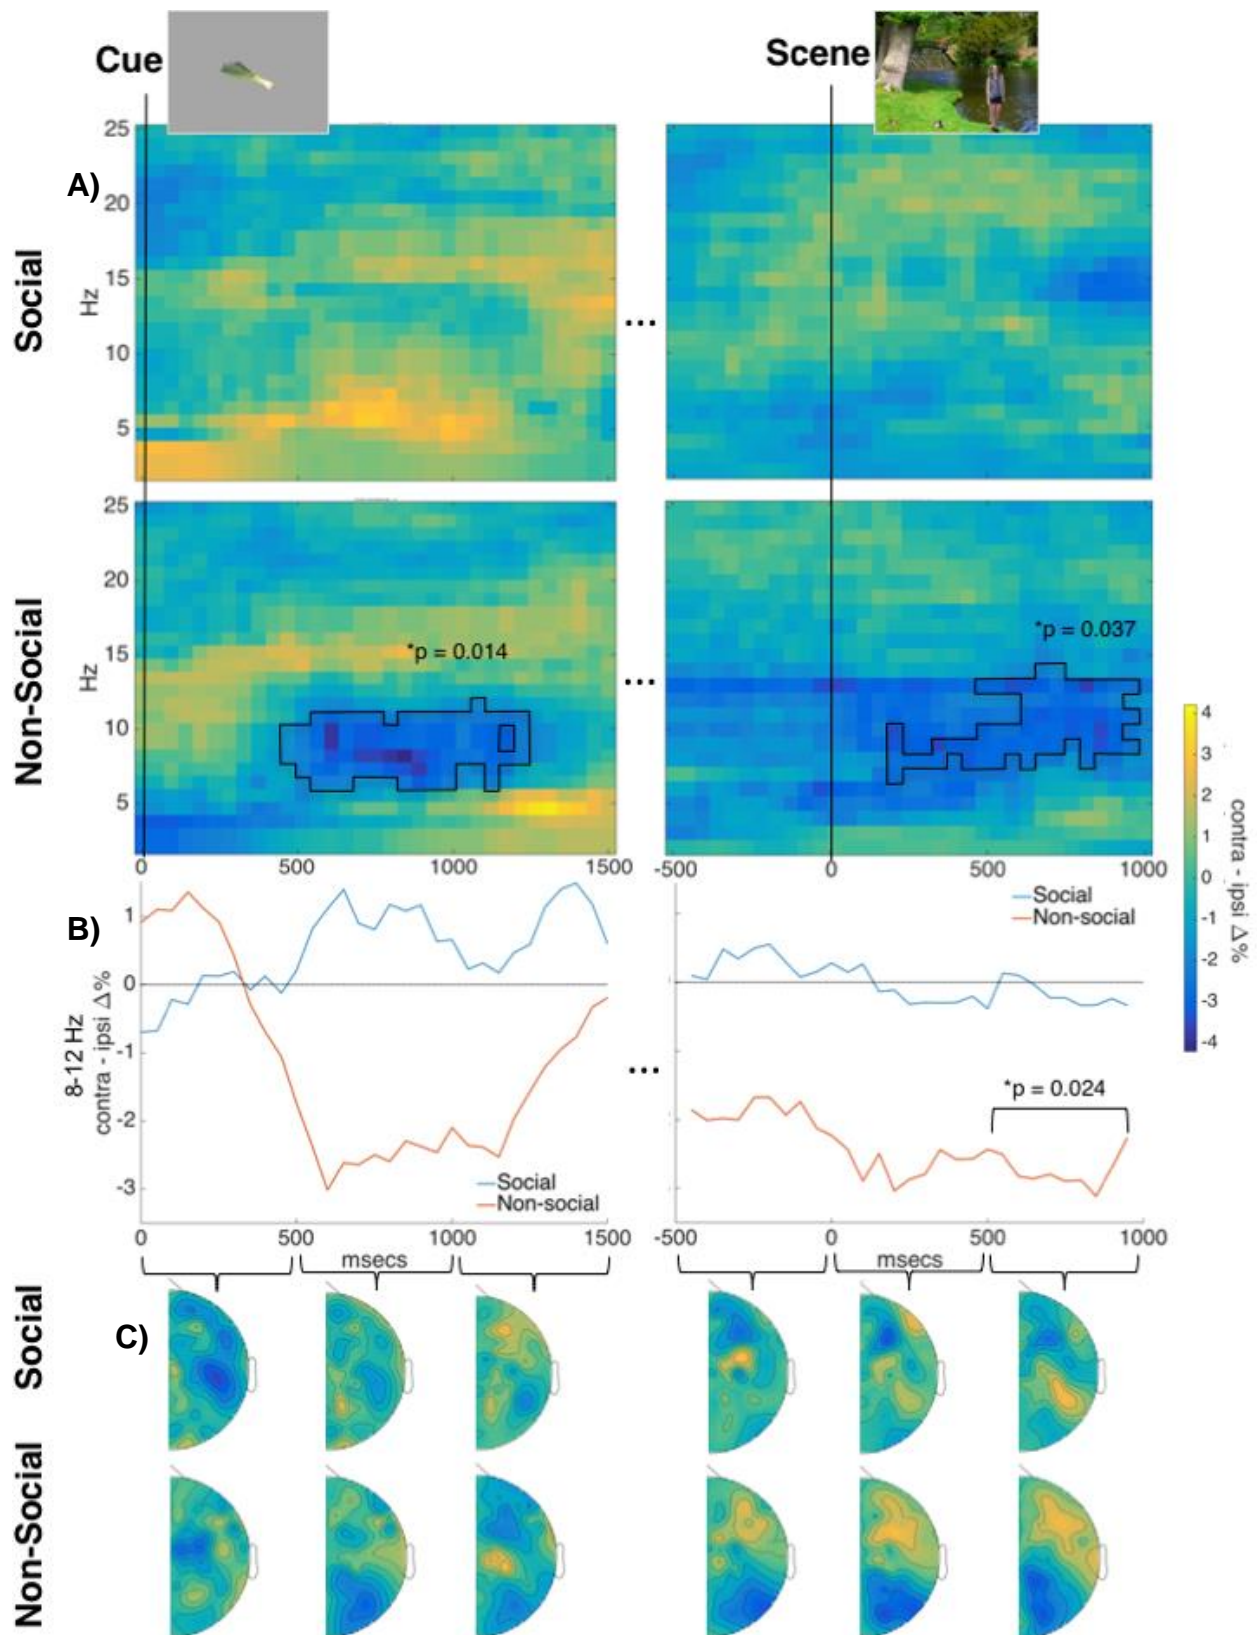 Cue
Scene
A)
Social
Hz
25
20
15
10
5
...
Non-Social
Hz
25
20
15
10
5
*p = 0.014
...
*p = 0.037
0
500
1000
1500
-500
0
500
1000
4
3
2
1
0
-1
-2
-3
-4
contra - ipsi Δ%
B)
8-12 Hz
contra - ipsi Δ%
1
0
-1
-2
-3
Social
Non-social
...
Social
Non-social
*p = 0.024
0
500
1000
1500
msecs
-500
0
500
1000
msecs
C)
Social
Non-Social